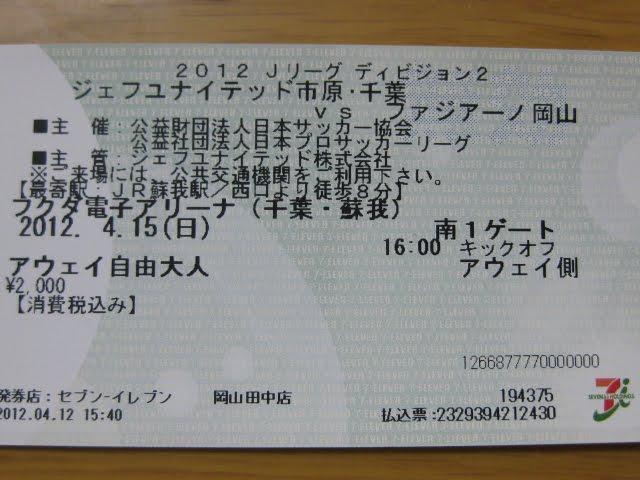 2012 Jリーグ ディビジョン2
ジェフユナイテッド市原・千葉
VS ファジアーノ岡山
■主 催:公益財団法人日本サッカー協会
公益社団法人日本プロサッカーリーグ
■主 管:ジェフユナイテッド株式会社
※ご来場には、公共交通機関をご利用下さい。
【最寄駅:JR蘇我駅/西口より徒歩8分】
フクダ電子アリーナ(千葉・蘇我)
2012. 4.15(日) 南1ゲート
16:00 キックオフ
アウェイ自由大人 アウェイ側
¥2,000
【消費税込み】
1266877770000000
発券店:セブン-イレブン 岡山田中店 194375
2012.04.12 15:40 払込票:2329394212430
SEVEN & i HOLDINGS